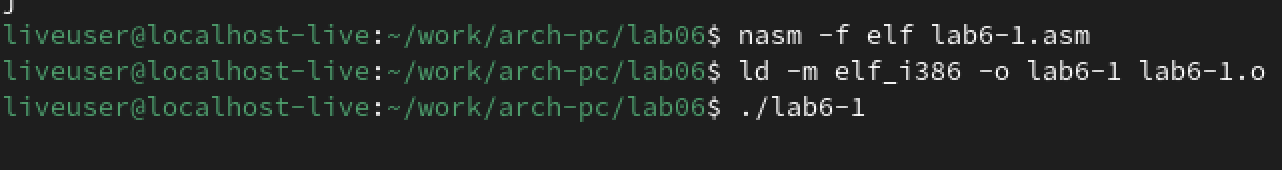 liveuser@localhost-live:~/work/arch-pc/lab06$ nasm -f elf lab6-1.asm
liveuser@localhost-live:~/work/arch-pc/lab06$ ld -m elf_i386 -o lab6-1 lab6-1.o
liveuser@localhost-live:~/work/arch-pc/lab06$ ./lab6-1